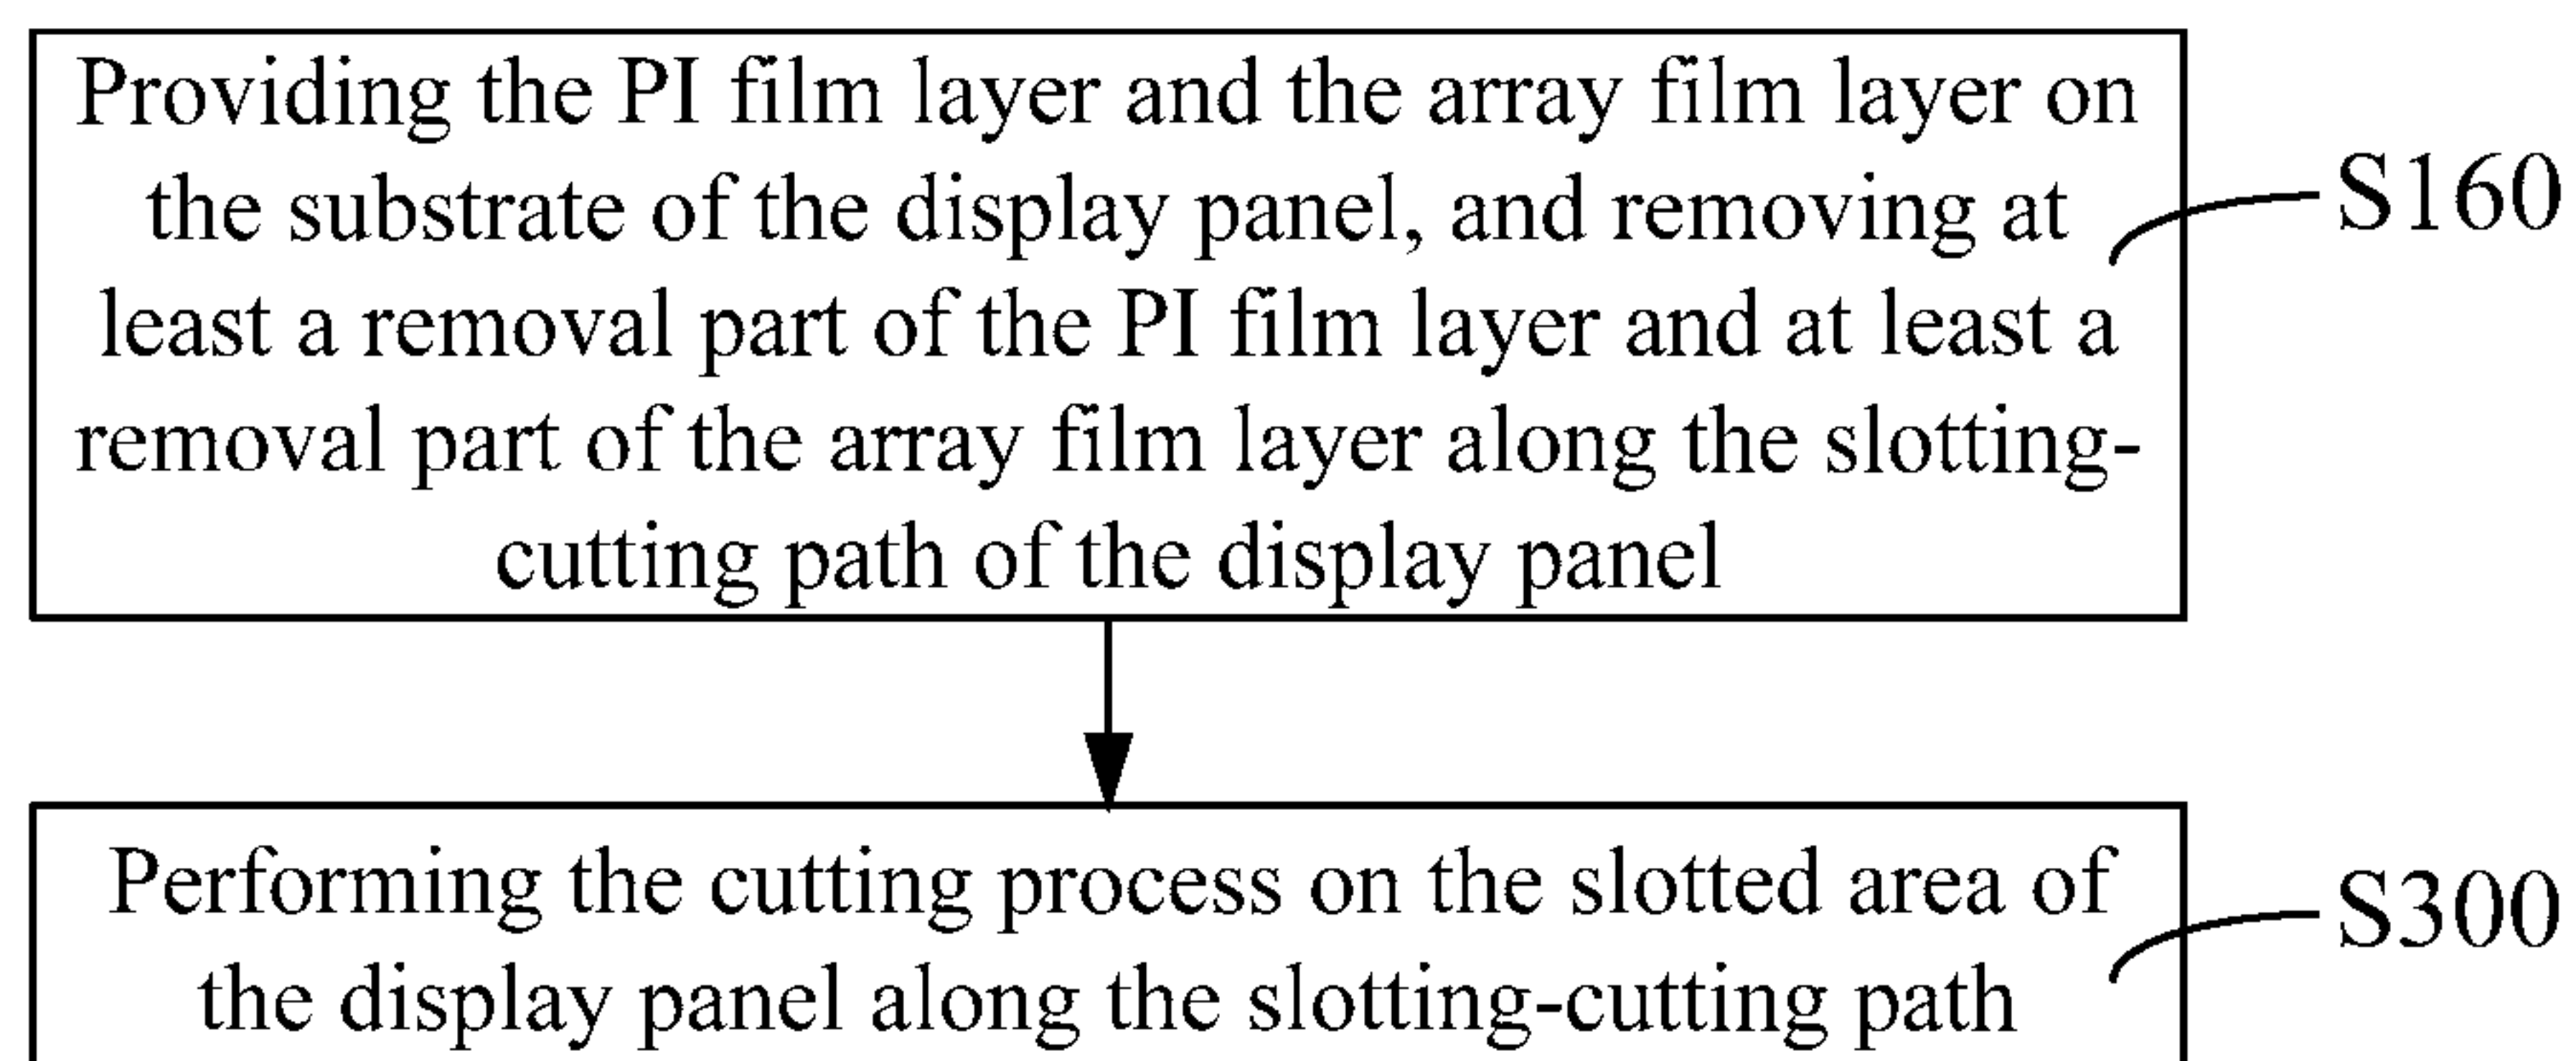 Providing the PI film layer and the array film layer on
the substrate of the display panel, and removing at
least a removal part of the PI film layer and at least a
removal part of the array film layer along the slotting-
cutting path of the display panel
S160
Performing the cutting process on the slotted area of
the display panel along the slotting-cutting path
S300